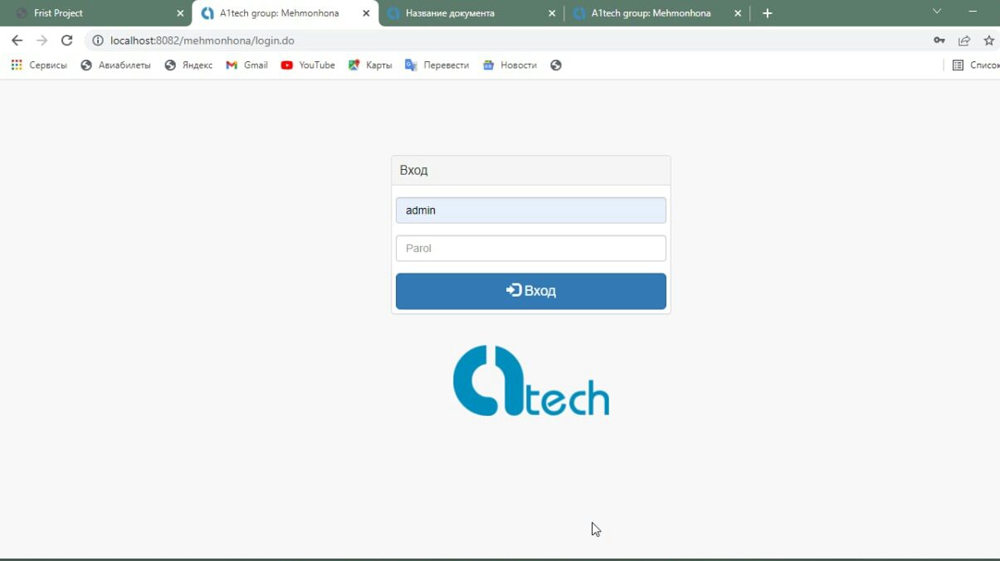 Frist Project
A1tech group: Mehmonhona
Название документа
A1tech group: Mehmonhona
localhost:8082/mehmonhona/login.do
Сервисы
Авиабилеты
Яндекс
Gmail
YouTube
Карты
Перевести
Новости
Список
Вход
admin
Parol
Вход
a1tech